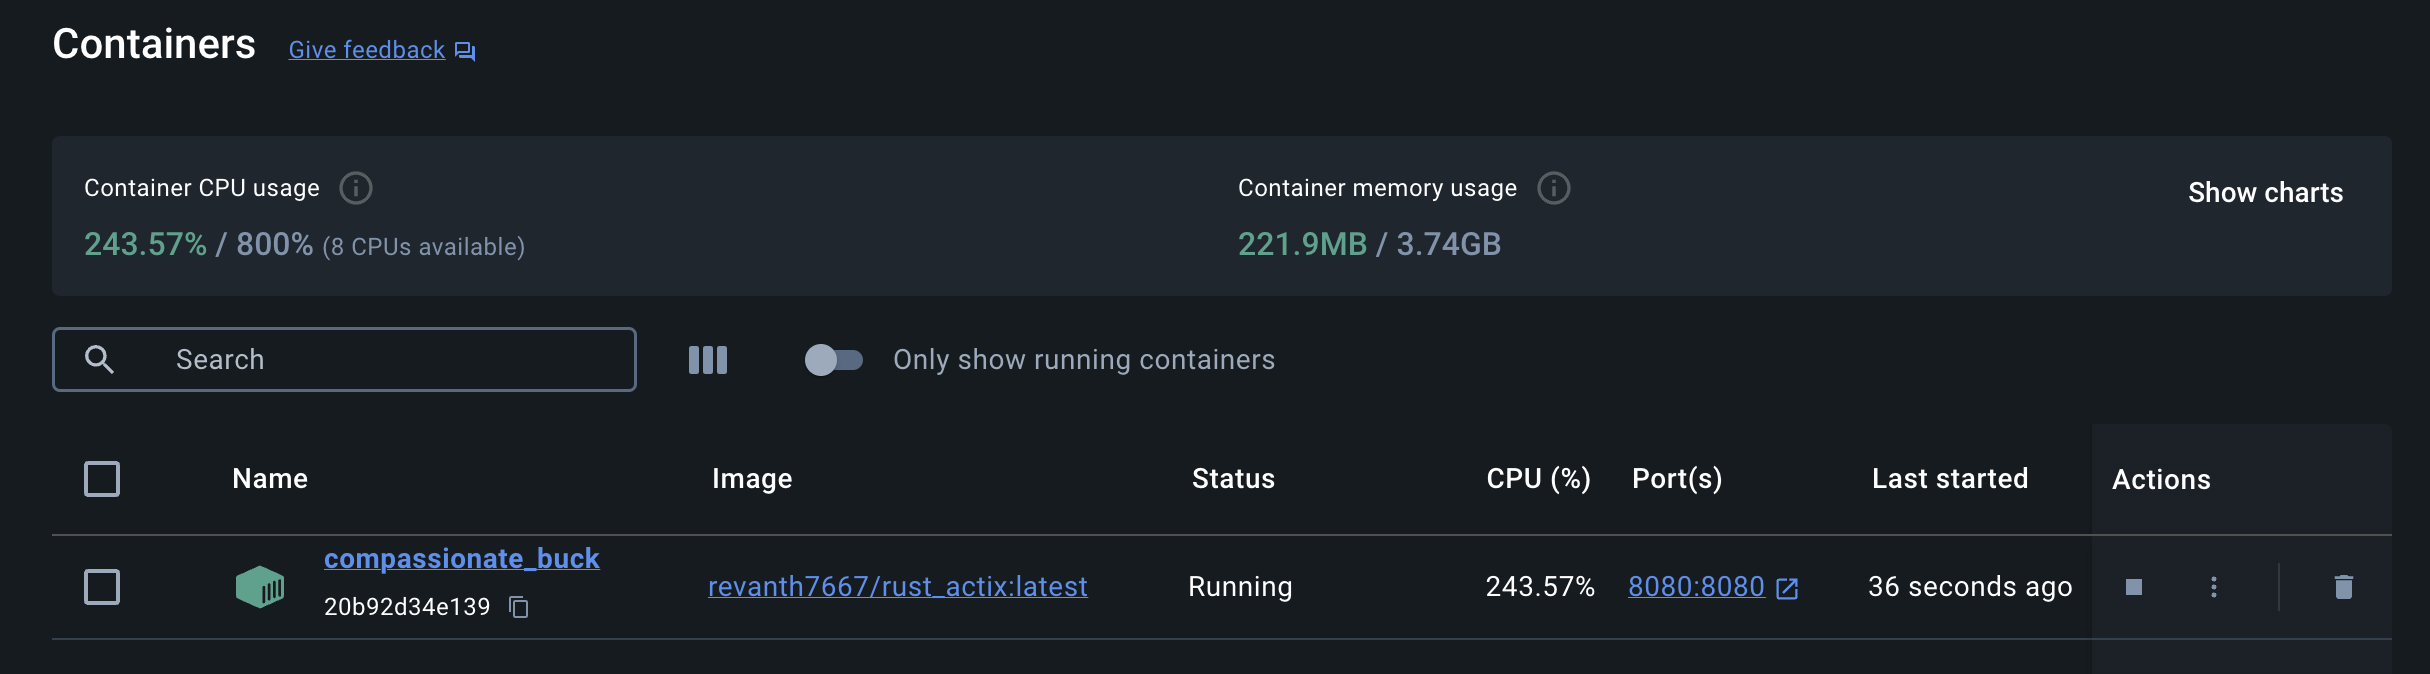 Containers Give feedback
Container CPU usage
243.57% / 800% (8 CPUs available)
Container memory usage
221.9MB / 3.74GB
Show charts
Search
Only show running containers
Name Image Status CPU (%) Port(s) Last started Actions
compassionate_buck
20b92d34e139
revanth7667/rust_actix:latest Running 243.57% 8080:8080 36 seconds ago